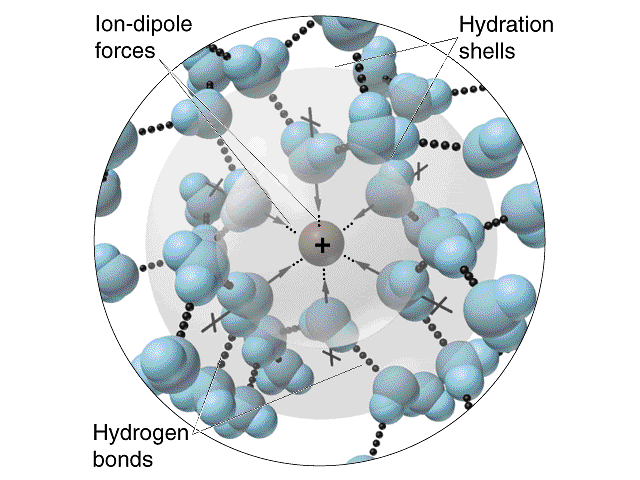 Ion-dipole
forces
Hydration
shells
+
Hydrogen
bonds